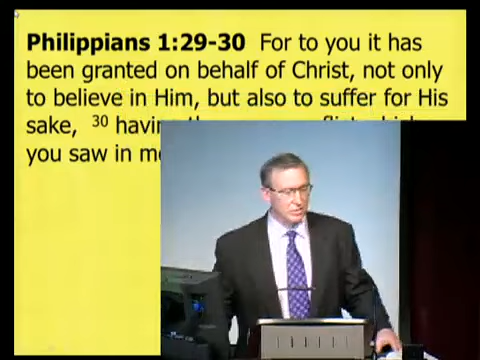 Philippians 1:29-30 For to you it has
been granted on behalf of Christ, not only
to believe in Him, but also to suffer for His
sake, 30 having
you saw in